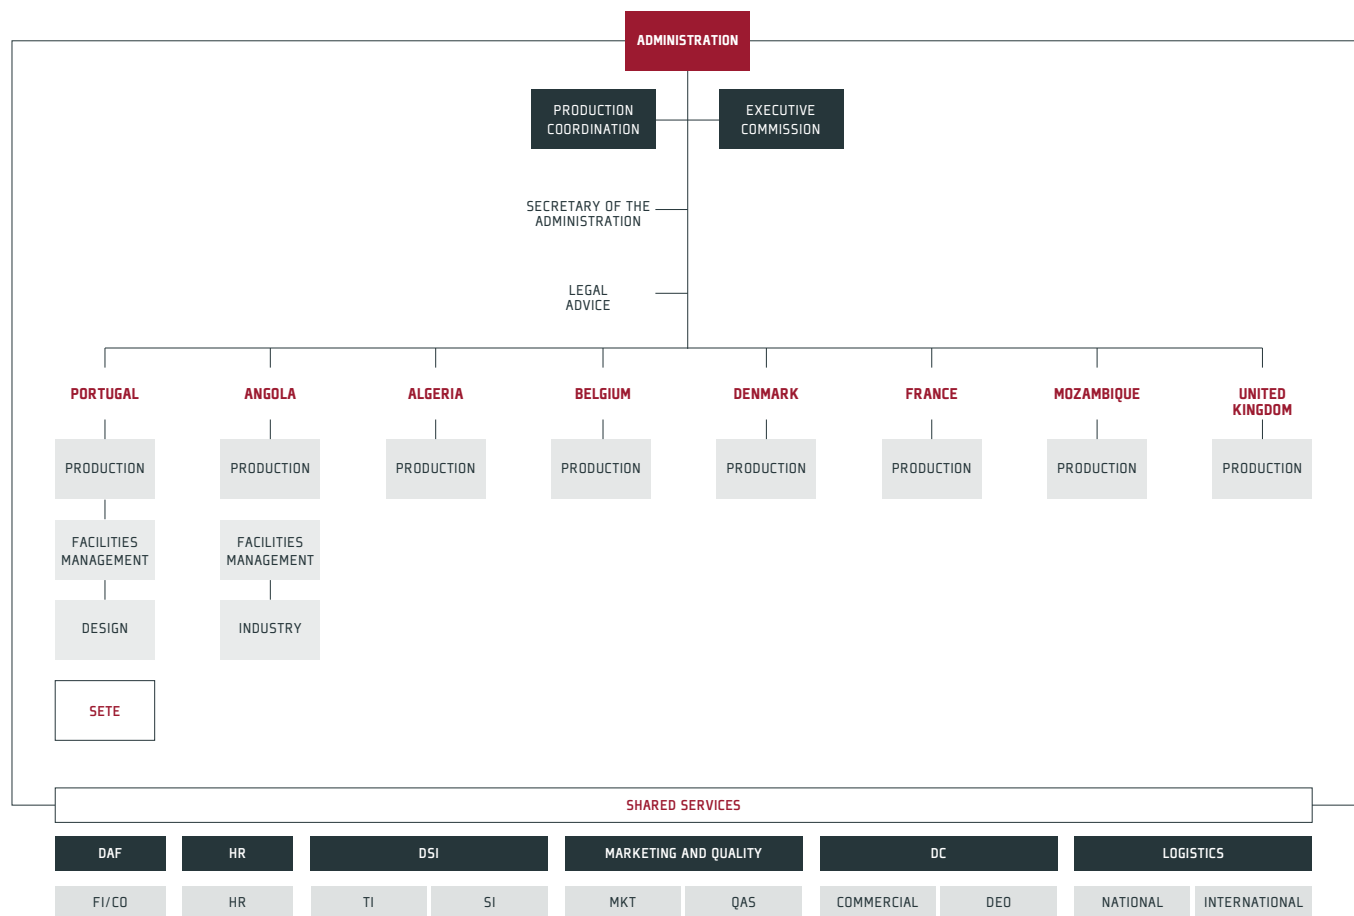 ADMINISTRATION
PRODUCTION
COORDINATION
EXECUTIVE
COMMISSION
SECRETARY OF THE
ADMINISTRATION
LEGAL
ADVICE
PORTUGAL
ANGOLA
ALGERIA
BELGIUM
DENMARK
FRANCE
MOZAMBIQUE
UNITED
KINGDOM
PRODUCTION
PRODUCTION
PRODUCTION
PRODUCTION
PRODUCTION
PRODUCTION
PRODUCTION
PRODUCTION
FACILITIES
MANAGEMENT
FACILITIES
MANAGEMENT
DESIGN
INDUSTRY
SETE
SHARED SERVICES
DAF
HR
DSI
MARKETING AND QUALITY
DC
LOGISTICS
FI/CO
HR
TI
SI
MKT
QAS
COMMERCIAL
DEO
NATIONAL
INTERNATIONAL